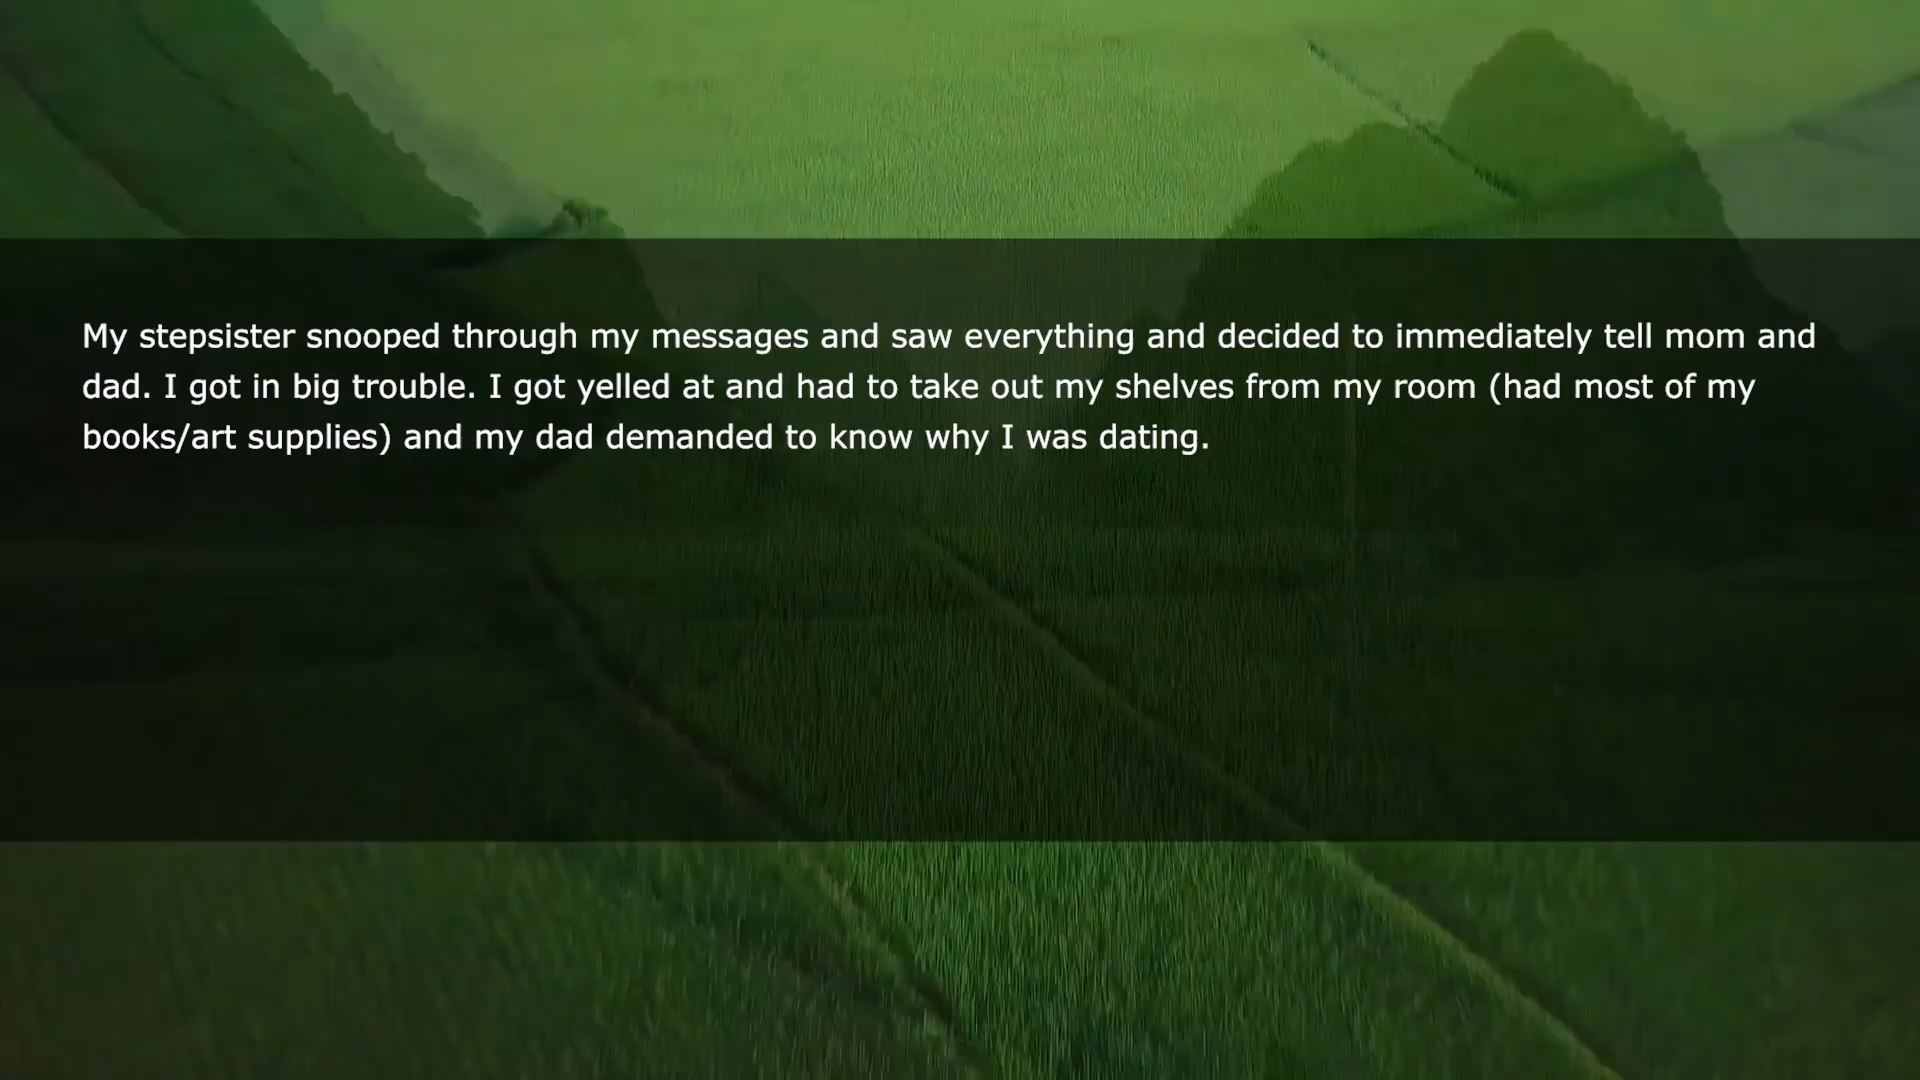 My stepsister snooped through my messages and saw everything and decided to immediately tell mom and
dad. I got in big trouble. I got yelled at and had to take out my shelves from my room (had most of my
books/art supplies) and my dad demanded to know why I was dating.